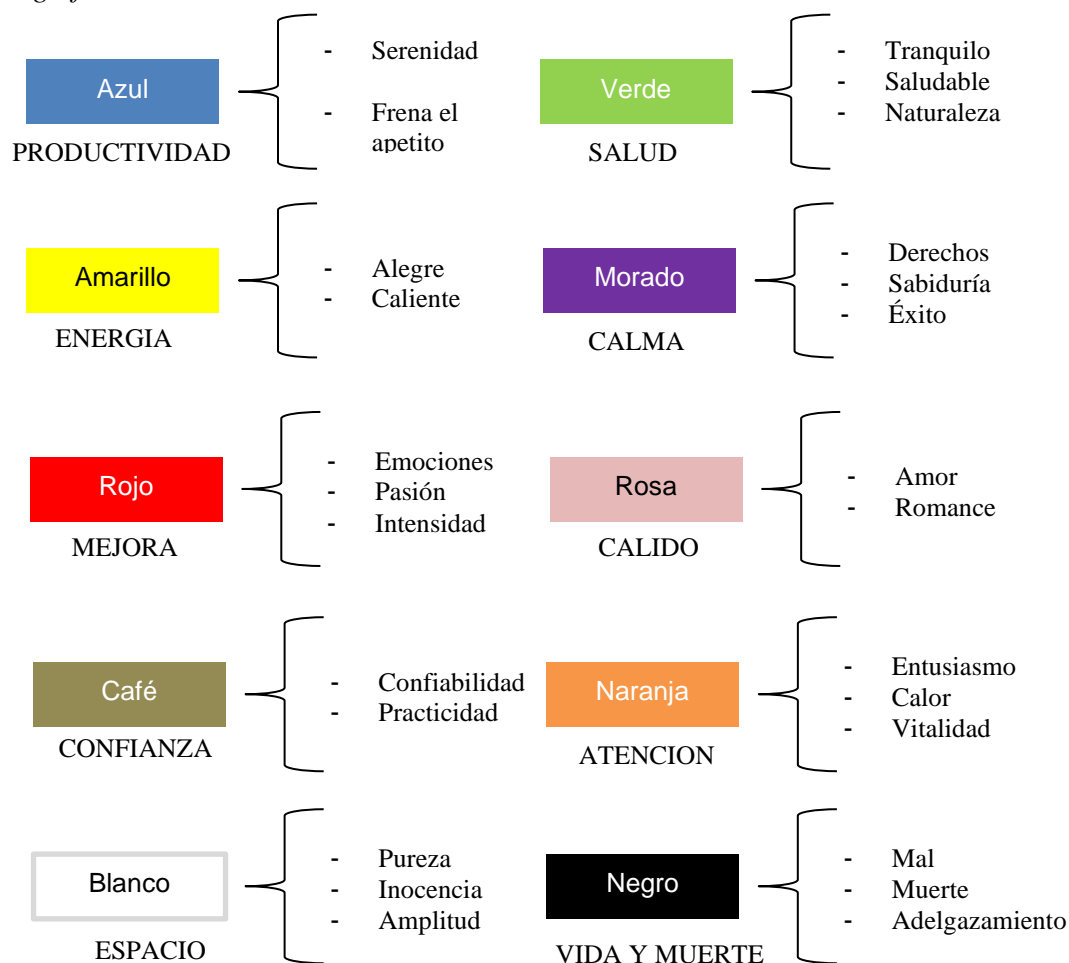 Azul
PRODUCTIVIDAD
- Serenidad
- Frena el
apetito
Verde
SALUD
- Tranquilo
- Saludable
- Naturaleza
Amarillo
ENERGIA
- Alegre
- Caliente
Morado
CALMA
- Derechos
- Sabiduría
- Éxito
Rojo
MEJORA
- Emociones
- Pasión
- Intensidad
Rosa
CALIDO
- Amor
- Romance
Café
CONFIANZA
- Confiabilidad
- Practicidad
Naranja
ATENCION
- Entusiasmo
- Calor
- Vitalidad
Blanco
ESPACIO
- Pureza
- Inocencia
- Amplitud
Negro
VIDA Y MUERTE
- Mal
- Muerte
- Adelgazamiento